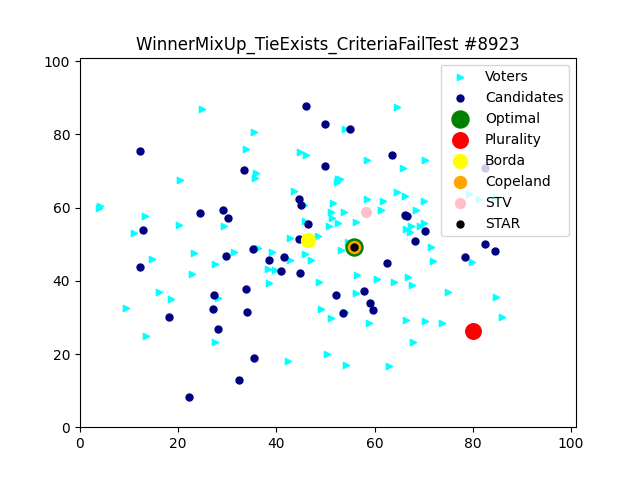 WinnerMixUp_TieExists_CriteriaFailTest #8923
100
80
60
40
20
0
0 20 40 60 80 100
Voters
Candidates
Optimal
Plurality
Borda
Copeland
STV
STAR